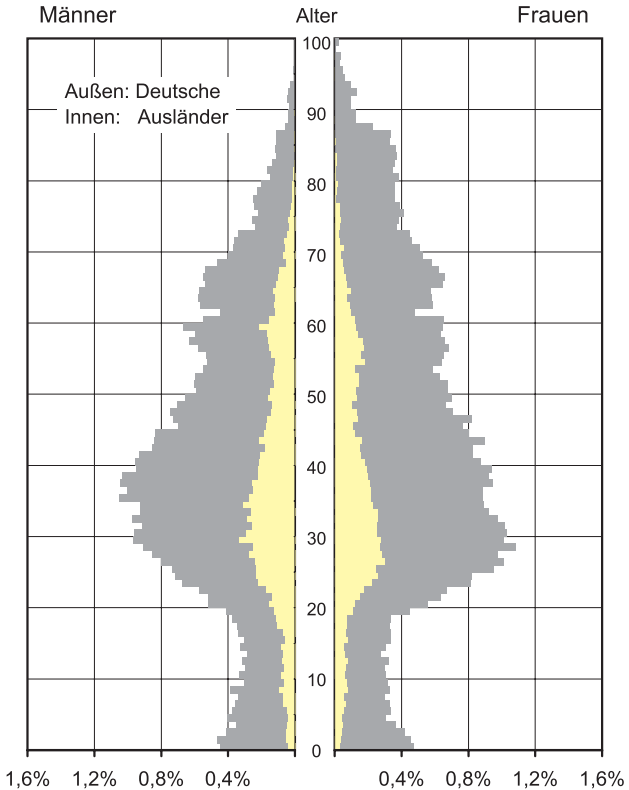 Männer Alter Frauen
100
Außen: Deutsche
Innen: Ausländer
90
80
70
60
50
40
30
20
10
0
1,6% 1,2% 0,8% 0,4% 0,4% 0,8% 1,2% 1,6%